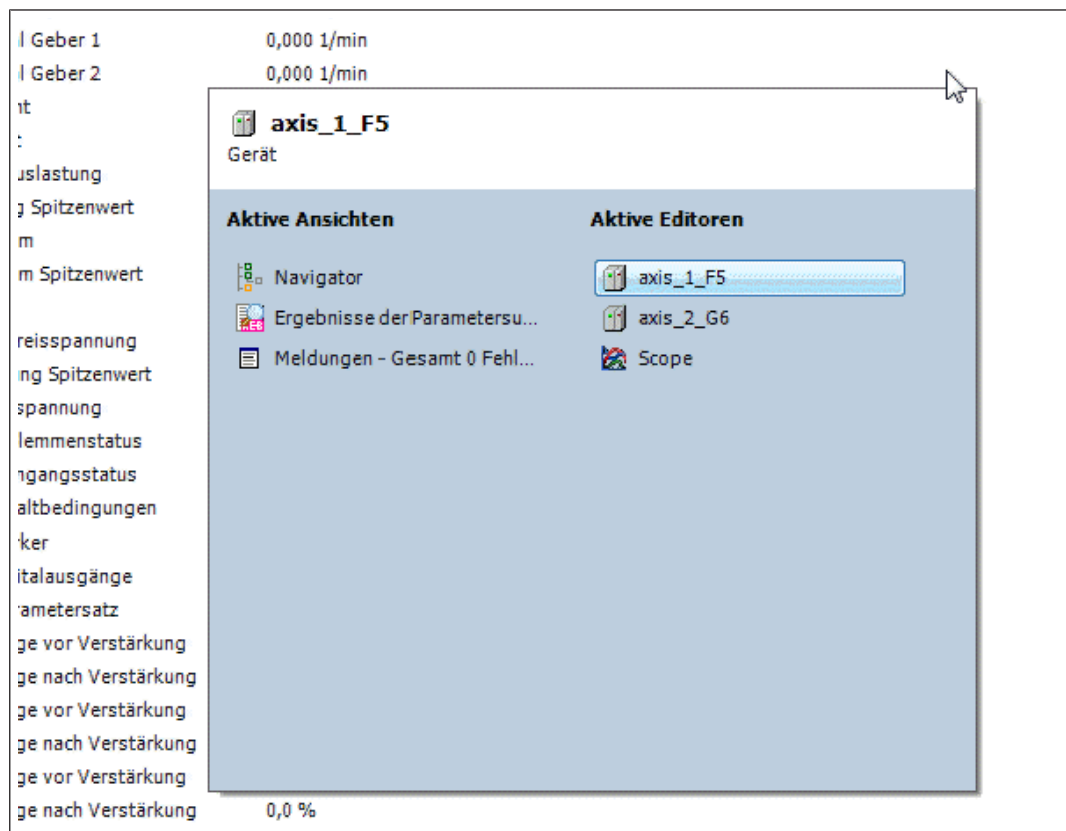 l Geber 1 0,000 1/min
l Geber 2 0,000 1/min
nt
t
uslastung
g Spitzenwert
m
m Spitzenwert
reisspannung
ng Spitzenwert
spannung
lemmenstatus
ngangsstatus
altbedingungen
rker
italausgänge
rametersatz
ge vor Verstärkung
ge nach Verstärkung
ge vor Verstärkung
ge nach Verstärkung
ge vor Verstärkung
ge nach Verstärkung 0,0 %
axis_1_F5
Gerät
Aktive Ansichten
Navigator
Ergebnisse der Parametersu...
Meldungen - Gesamt 0 Fehl...
Aktive Editoren
axis_1_F5
axis_2_G6
Scope